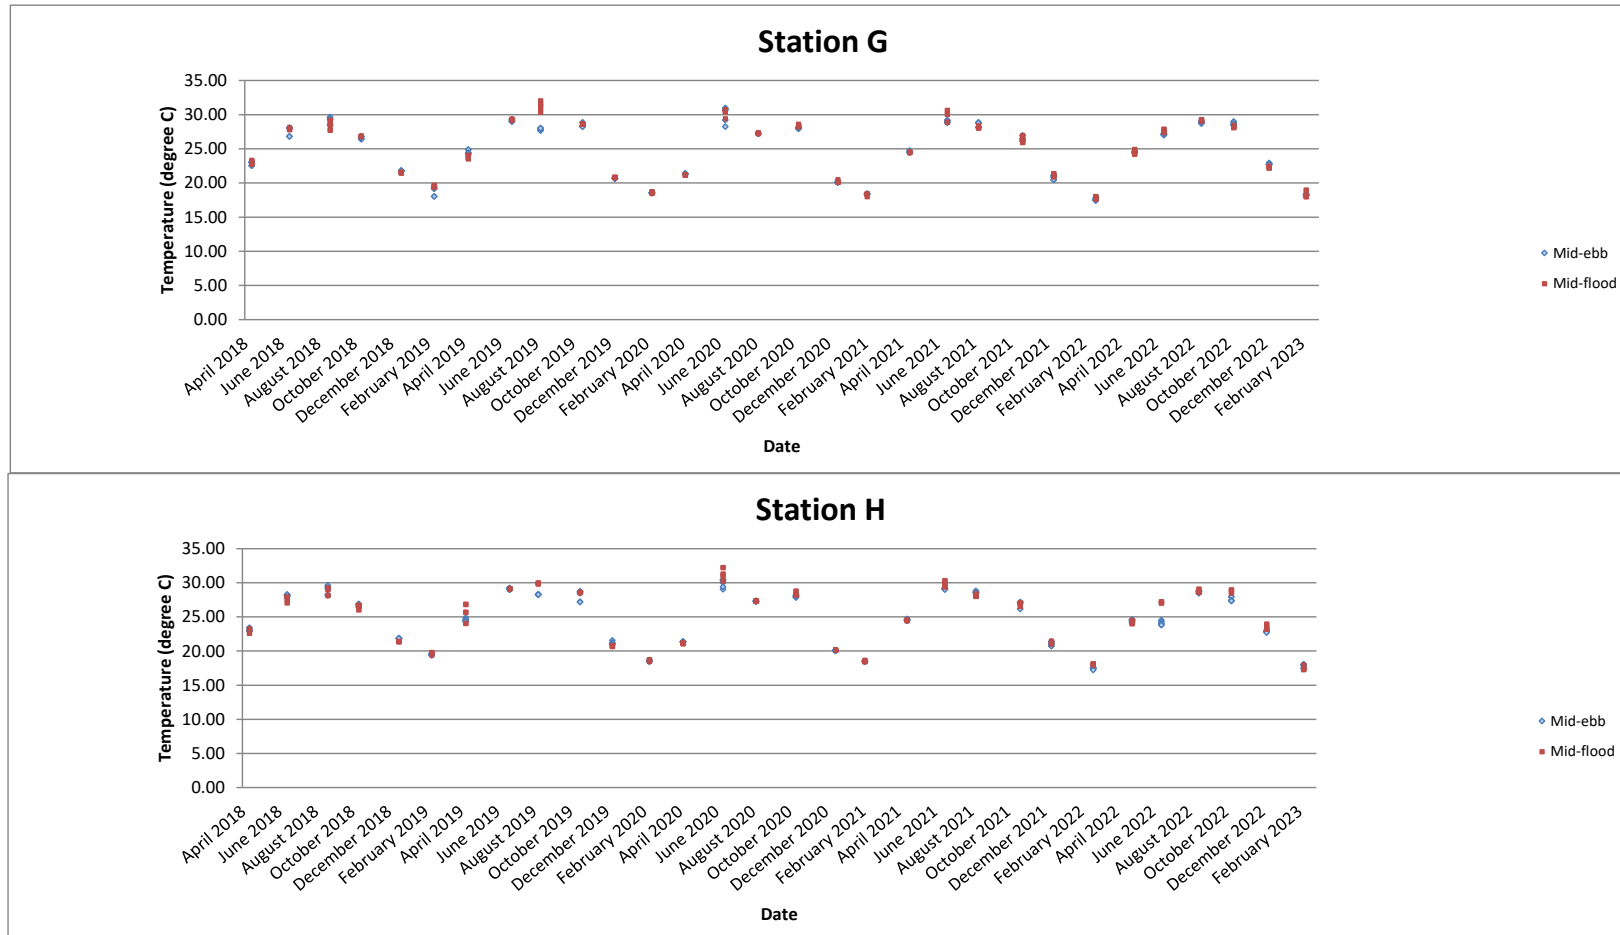 Station G
35.00
30.00
25.00
20.00
15.00
10.00
5.00
0.00
Temperature (degree C)
April 2018
June 2018
August 2018
October 2018
December 2018
February 2019
April 2019
June 2019
August 2019
October 2019
December 2019
February 2020
April 2020
June 2020
August 2020
October 2020
December 2020
February 2021
April 2021
June 2021
August 2021
October 2021
December 2021
February 2022
April 2022
June 2022
August 2022
October 2022
December 2022
February 2023
Date
Mid-ebb
Mid-flood
Station H
35.00
30.00
25.00
20.00
15.00
10.00
5.00
0.00
Temperature (degree C)
April 2018
June 2018
August 2018
October 2018
December 2018
February 2019
April 2019
June 2019
August 2019
October 2019
December 2019
February 2020
April 2020
June 2020
August 2020
October 2020
December 2020
February 2021
April 2021
June 2021
August 2021
October 2021
December 2021
February 2022
April 2022
June 2022
August 2022
October 2022
December 2022
February 2023
Date
Mid-ebb
Mid-flood